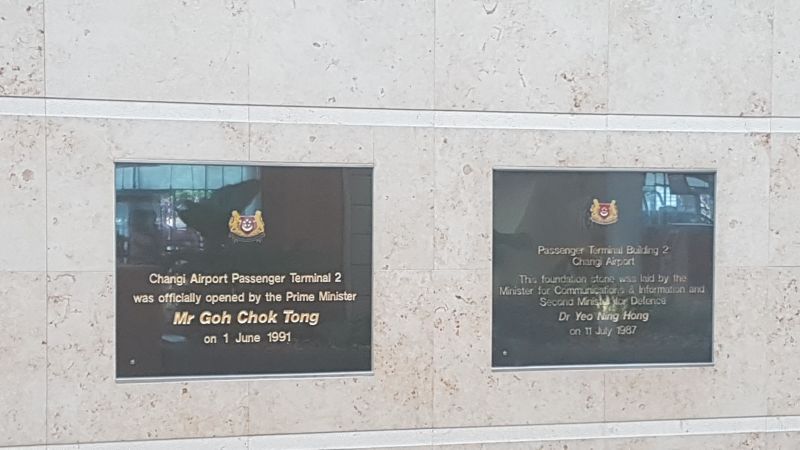 Changi Airport Passenger Terminal 2
was officially opened by the Prime Minister
Mr Goh Chok Tong
on 1 June 1991
Passenger Terminal Building 2
Changi Airport
This foundation stone was laid by the
Minister for Communications & Information and
Second Minister for Defence
Dr Yeo Ning Hong
on 11 July 1987